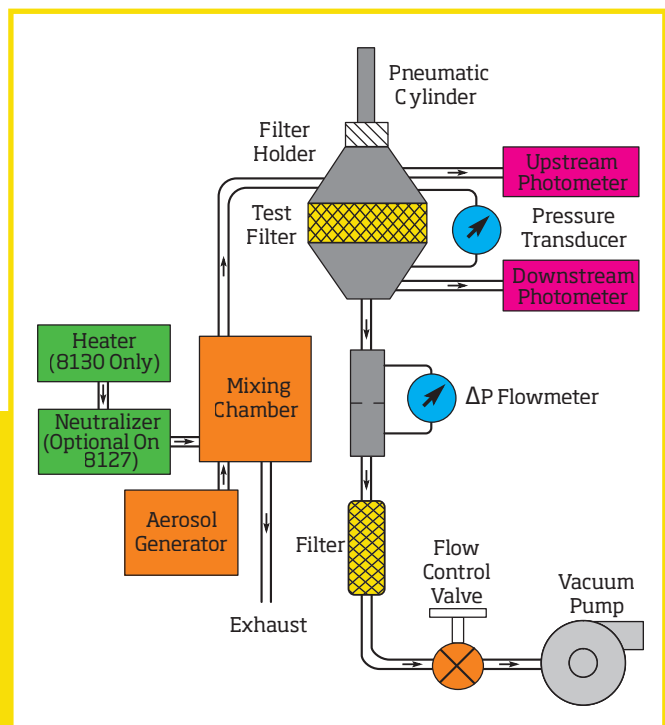 Pneumatic
Cylinder
Filter
Holder
Upstream
Photometer
Test
Filter
Pressure
Transducer
Downstream
Photometer
Heater
(8130 Only)
Mixing
Chamber
ΔP Flowmeter
Neutralizer
(Optional On
8127)
Aerosol
Generator
Filter
Flow
Control
Valve
Vacuum
Pump
Exhaust